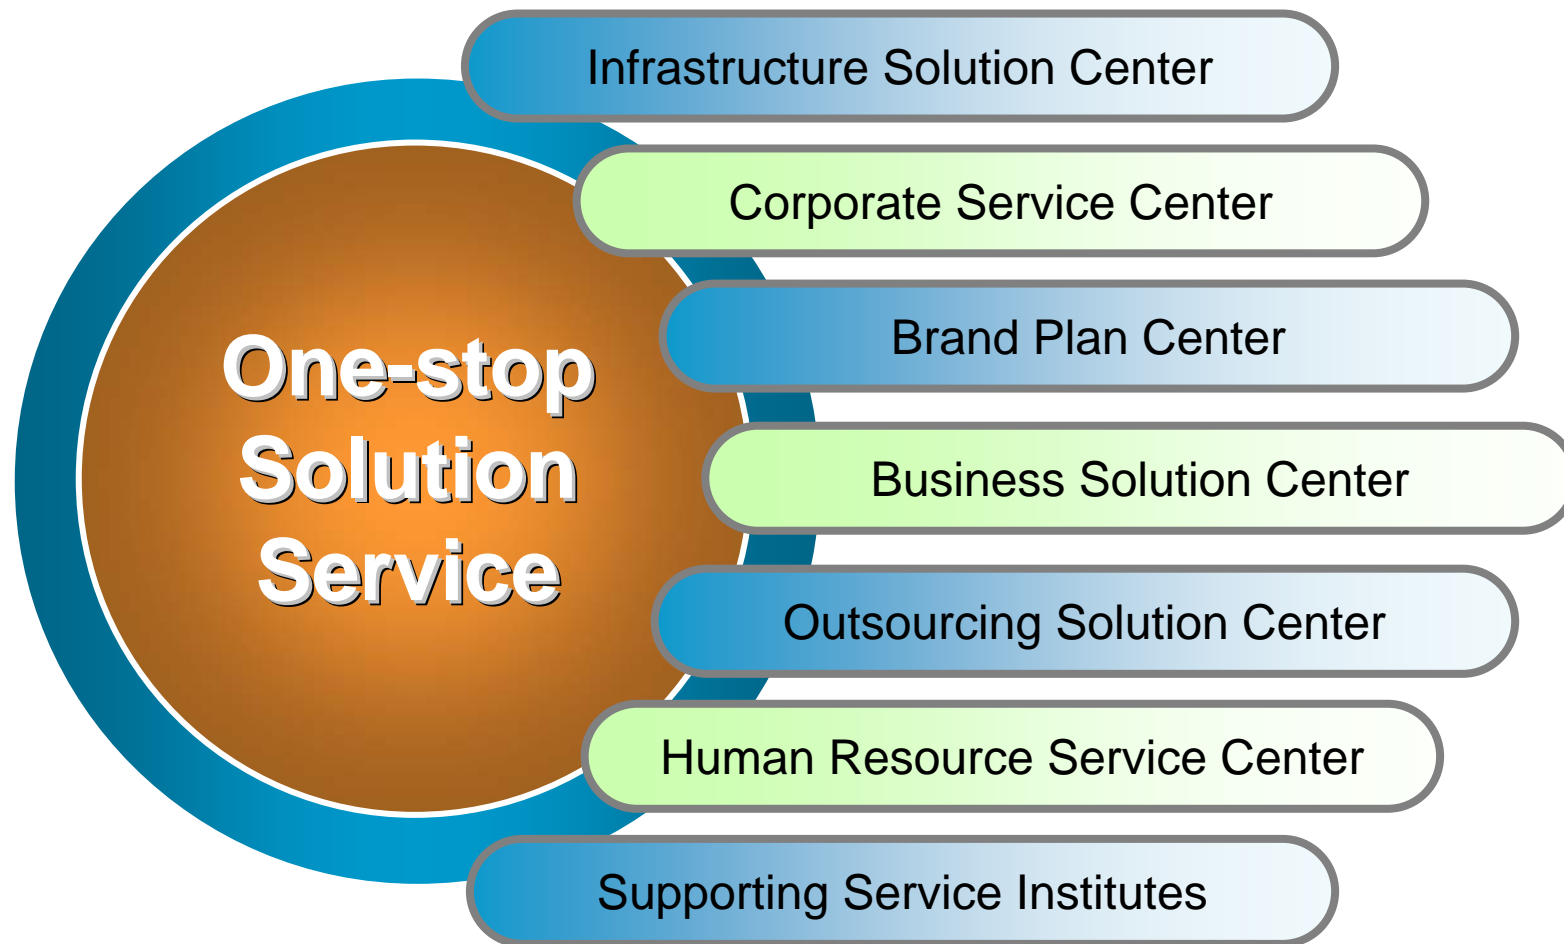 Infrastructure Solution Center
Corporate Service Center
Brand Plan Center
One-stop
Solution
Service
Business Solution Center
Outsourcing Solution Center
Human Resource Service Center
Supporting Service Institutes